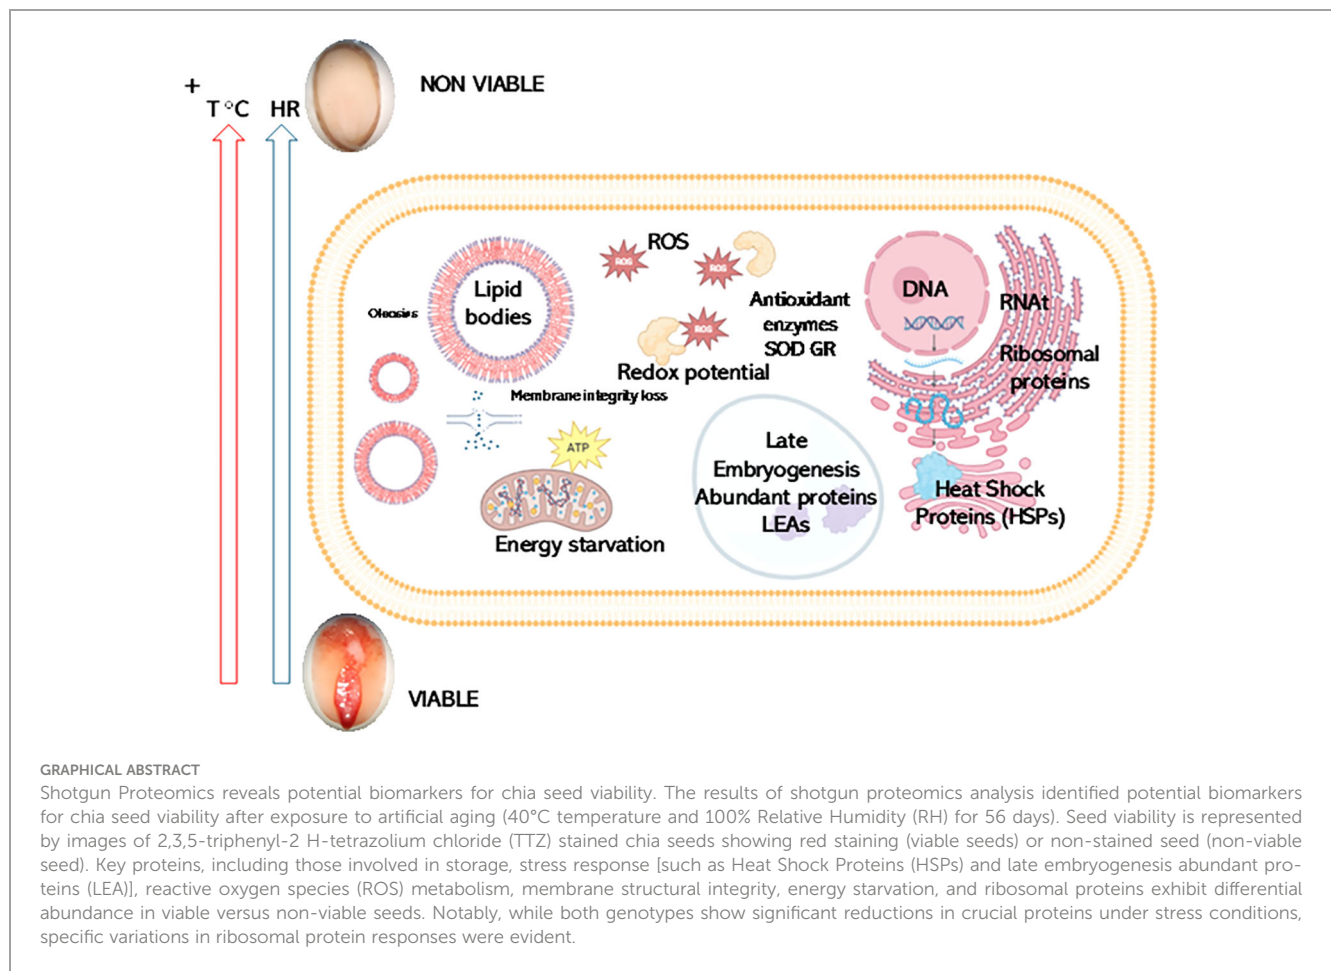 +
T °C HR
NON VIABLE
ROS
ROS
ROS
ROS
Lipid
bodies
Antioxidant
enzymes
SOD GR
Redox potential
Membrane integrity loss
ATP
Energy starvation
Late
Embryogenesis
Abundant proteins
LEAs
DNA
RNAt
Ribosomal
proteins
Heat Shock
Proteins (HSPs)
VIABLE
GRAPHICAL ABSTRACT
Shotgun Proteomics reveals potential biomarkers for chia seed viability. The results of shotgun proteomics analysis identified potential biomarkers
for chia seed viability after exposure to artificial aging (40°C temperature and 100% Relative Humidity (RH) for 56 days). Seed viability is represented
by images of 2,3,5-triphenyl-2 H-tetrazolium chloride (TTZ) stained chia seeds showing red staining (viable seeds) or non-stained seed (non-viable
seed). Key proteins, including those involved in storage, stress response [such as Heat Shock Proteins (HSPs) and late embryogenesis abundant pro-
teins (LEA)], reactive oxygen species (ROS) metabolism, membrane structural integrity, energy starvation, and ribosomal proteins exhibit differential
abundance in viable versus non-viable seeds. Notably, while both genotypes show significant reductions in crucial proteins under stress conditions,
specific variations in ribosomal protein responses were evident.